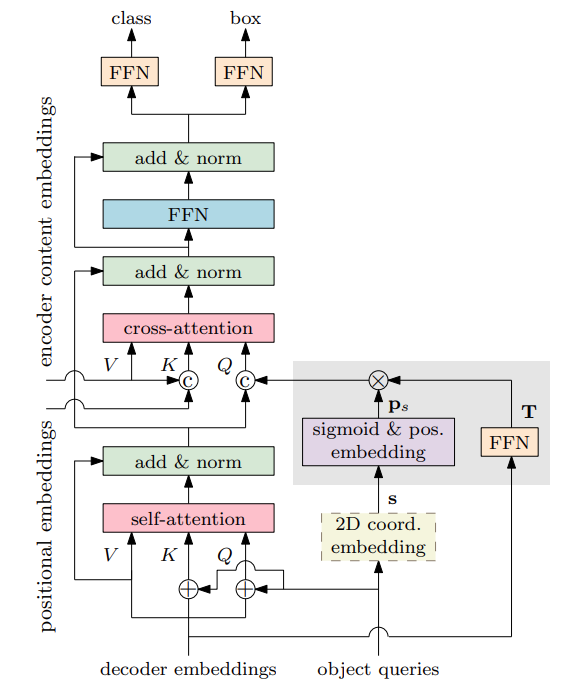 class
box
FFN
FFN
add & norm
FFN
add & norm
cross-attention
encoder content embeddings
V
K
Q
c
c
×
p_s
T
sigmoid & pos.
embedding
FFN
add & norm
s
self-attention
2D coord.
embedding
positional embeddings
V
K
Q
+
+
decoder embeddings
object queries